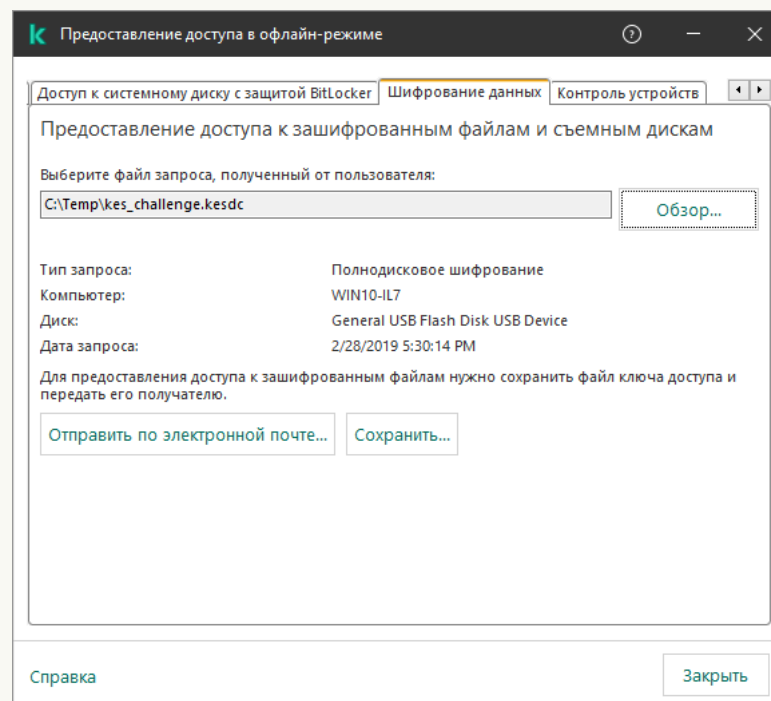 Предоставление доступа в офлайн-режиме
Доступ к системному диску с защитой BitLocker Шифрование данных Контроль устройств
Предоставление доступа к зашифрованным файлам и съемным дискам
Выберите файл запроса, полученный от пользователя:
C:\Temp\kes_challenge.kesdc Обзор...
Тип запроса: Полнодисковое шифрование
Компьютер: WIN10-IL7
Диск: General USB Flash Disk USB Device
Дата запроса: 2/28/2019 5:30:14 PM
Для предоставления доступа к зашифрованным файлам нужно сохранить файл ключа доступа и
передать его получателю.
Отправить по электронной почте... Сохранить...
Справка Закрыть